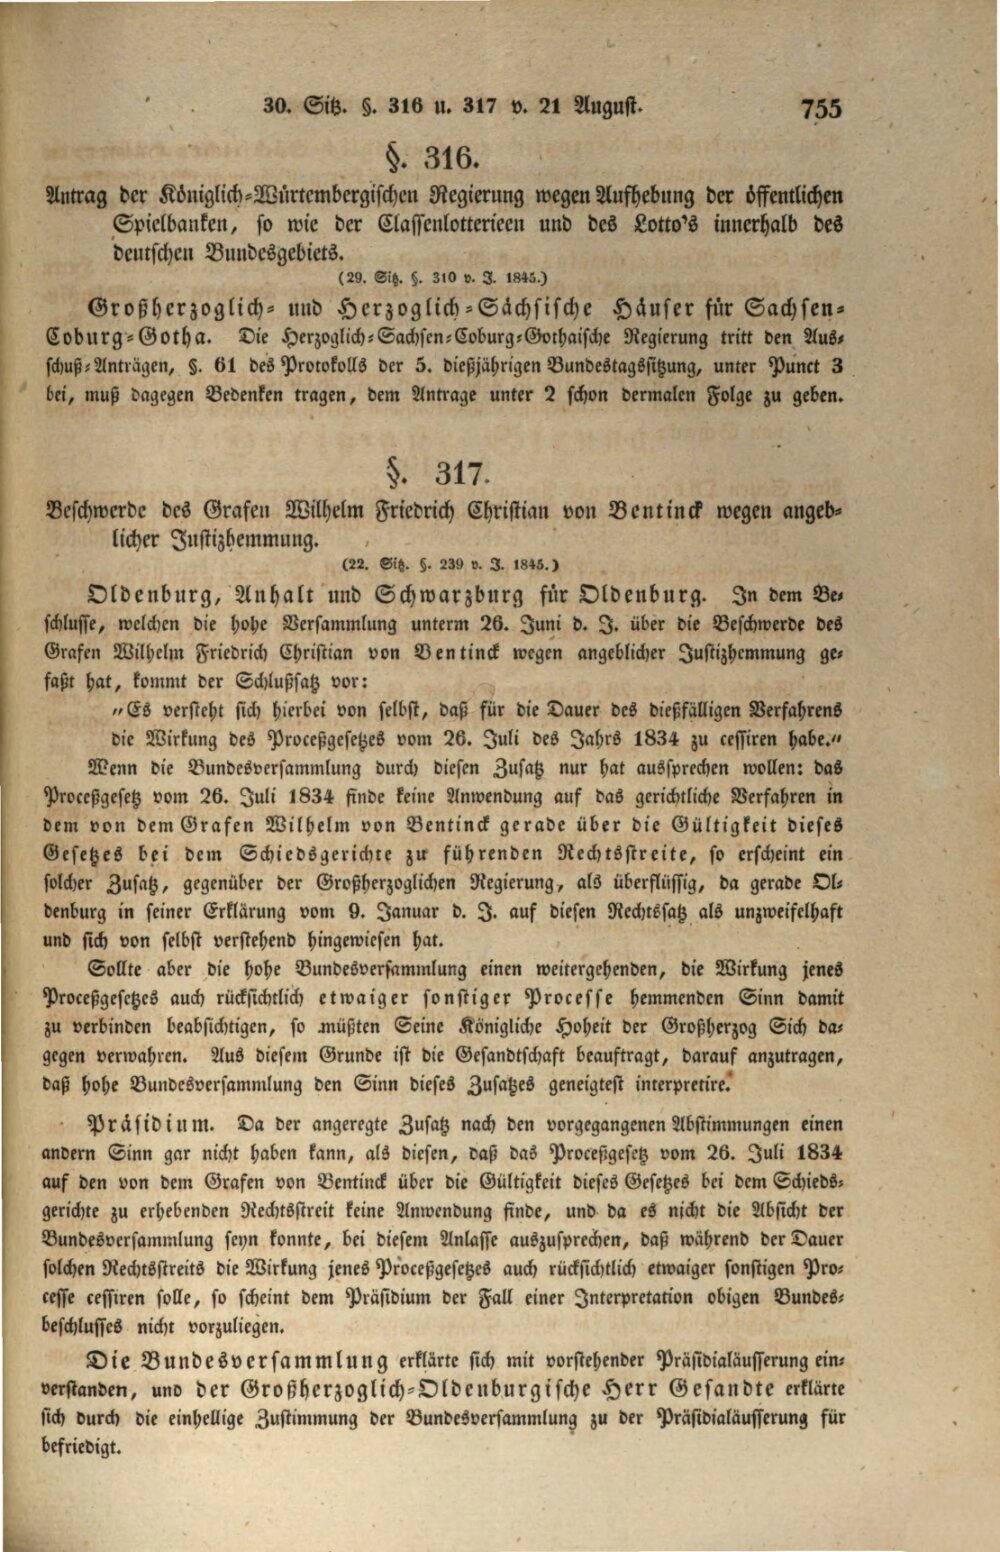 30. Sitz. §. 316 u. 317 v. 21 August. 755
§. 316.
Antrag der Königlich-Würtembergischen Regierung wegen Aufhebung der öffentlichen
Spielbanken, so wie der Classenlotterieen und des Lotto's innerhalb des
deutschen Bundesgebiets.
(29. Sitz. §. 310 v. J. 1845.)
Großherzoglich- und Herzoglich-Sächsische Häuser für Sachsen-
Coburg-Gotha. Die Herzoglich-Sachsen-Coburg-Gothaische Regierung tritt den Aus-
schuß-Anträgen, §. 61 des Protokolls der 5. dießjährigen Bundestagssitzung, unter Punct 3
bei, muß dagegen Bedenken tragen, dem Antrage unter 2 schon dermalen Folge zu geben.
§. 317.
Beschwerde des Grafen Wilhelm Friedrich Christian von Bentinck wegen angeb-
licher Justizhemmung.
(22. Sitz. §. 239 v. J. 1845.)
Oldenburg, Anhalt und Schwarzburg für Oldenburg. In dem Be-
schlusse, welchen die hohe Versammlung unterm 26. Juni d. J. über die Beschwerde des
Grafen Wilhelm Friedrich Christian von Bentinck wegen angeblicher Justizhemmung ge-
faßt hat, kommt der Schlußsatz vor:
„Es versteht sich hierbei von selbst, daß für die Dauer des dießfälligen Verfahrens
die Wirkung des Proceßgesetzes vom 26. Juli des Jahrs 1834 zu cessiren habe.“
Wenn die Bundesversammlung durch diesen Zusatz nur hat aussprechen wollen: das
Proceßgesetz vom 26. Juli 1834 finde keine Anwendung auf das gerichtliche Verfahren in
dem von dem Grafen Wilhelm von Bentinck gerade über die Gültigkeit dieses
Gesetzes bei dem Schiedsgerichte zu führenden Rechtsstreite, so erscheint ein
solcher Zusatz, gegenüber der Großherzoglichen Regierung, als überflüssig, da gerade Ol-
denburg in seiner Erklärung vom 9. Januar d. J. auf diesen Rechtssatz als unzweifelhaft
und sich von selbst verstehend hingewiesen hat.
Sollte aber die hohe Bundesversammlung einen weitergehenden, die Wirkung jenes
Proceßgesetzes auch rücksichtlich etwaiger sonstiger Processe hemmenden Sinn damit
zu verbinden beabsichtigen, so müßten Seine Königliche Hoheit der Großherzog Sich da-
gegen verwahren. Aus diesem Grunde ist die Gesandtschaft beauftragt, darauf anzutragen,
daß hohe Bundesversammlung den Sinn dieses Zusatzes geneigtest interpretire.
Präsidium. Da der angeregte Zusatz nach den vorgegangenen Abstimmungen einen
andern Sinn gar nicht haben kann, als diesen, daß das Proceßgesetz vom 26. Juli 1834
auf den von dem Grafen von Bentinck über die Gültigkeit dieses Gesetzes bei dem Schieds-
gerichte zu erhebenden Rechtsstreit keine Anwendung finde, und da es nicht die Absicht der
Bundesversammlung seyn konnte, bei diesem Anlasse auszusprechen, daß während der Dauer
solchen Rechtsstreits die Wirkung jenes Proceßgesetzes auch rücksichtlich etwaiger sonstigen Pro-
cesse cessiren solle, so scheint dem Präsidium der Fall einer Interpretation obigen Bundes-
beschlusses nicht vorzuliegen.
Die Bundesversammlung erklärte sich mit vorstehender Präsidialäusserung ein-
verstanden, und der Großherzoglich-Oldenburgische Herr Gesandte erklärte
sich durch die einhellige Zustimmung der Bundesversammlung zu der Präsidialäusserung für
befriedigt.